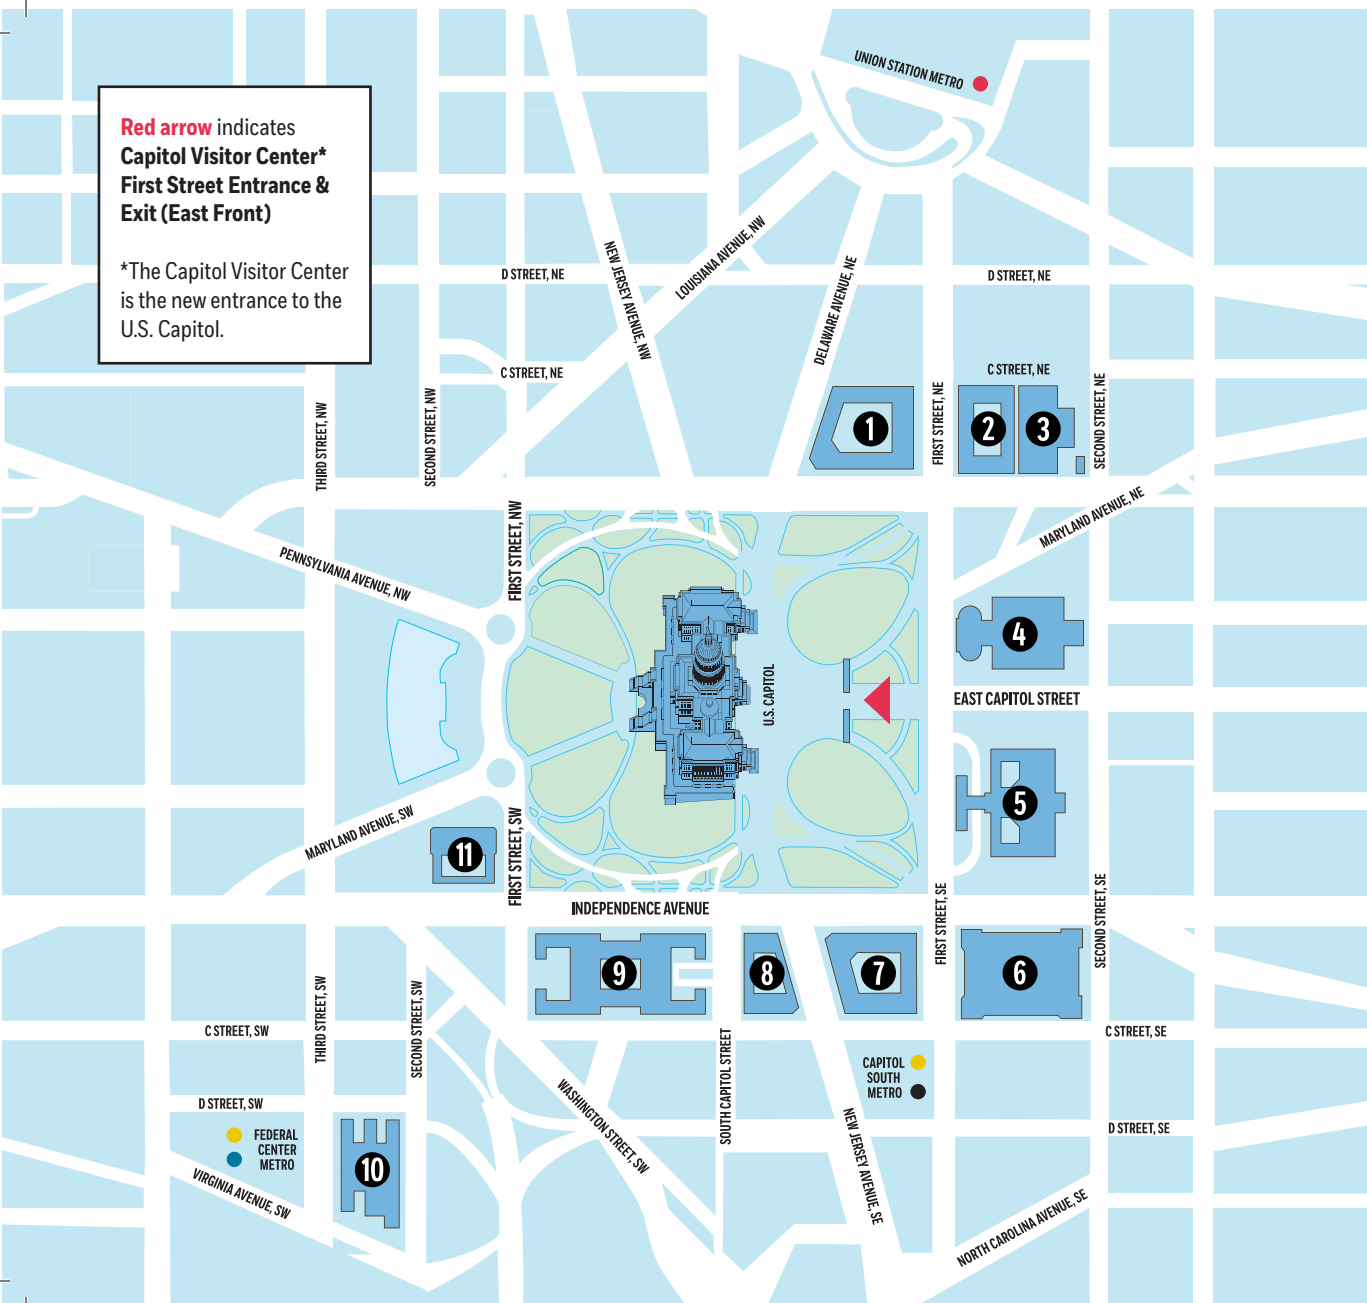 UNION STATION METRO
Red arrow indicates
Capitol Visitor Center*
First Street Entrance &
Exit (East Front)
*The Capitol Visitor Center
is the new entrance to the
U.S. Capitol.
NEW JERSEY AVENUE, NW
LOUISIANA AVENUE, NW
DELAWARE AVENUE, NE
D STREET, NE
D STREET, NE
C STREET, NE
C STREET, NE
THIRD STREET, NW
SECOND STREET, NW
FIRST STREET, NE
SECOND STREET, NE
1
2
3
FIRST STREET, NW
MARYLAND AVENUE, NE
PENNSYLVANIA AVENUE, NW
4
U.S. CAPITOL
EAST CAPITOL STREET
5
MARYLAND AVENUE, SW
11
FIRST STREET, SW
INDEPENDENCE AVENUE
FIRST STREET, SE
SECOND STREET, SE
9
8
7
6
THIRD STREET, SW
SECOND STREET, SW
C STREET, SW
C STREET, SE
SOUTH CAPITOL STREET
CAPITOL
SOUTH
METRO
WASHINGTON STREET, SW
NEW JERSEY AVENUE, SE
D STREET, SW
D STREET, SE
FEDERAL
CENTER
METRO
10
VIRGINIA AVENUE, SW
NORTH CAROLINA AVENUE, SE